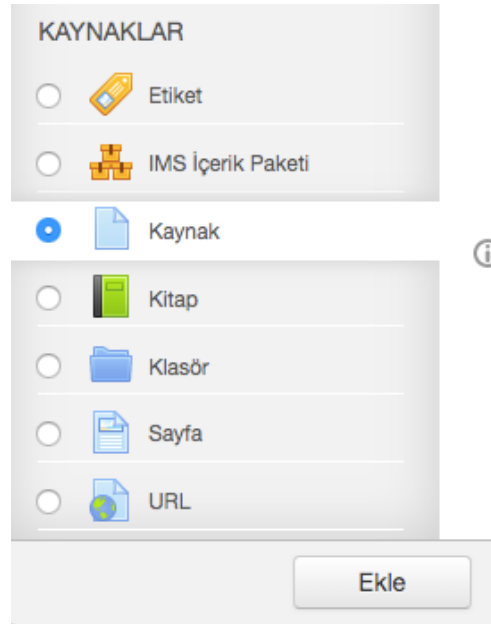 KAYNAKLAR
Etiket
IMS İçerik Paketi
Kaynak
Kitap
Klasör
Sayfa
URL
Ekle